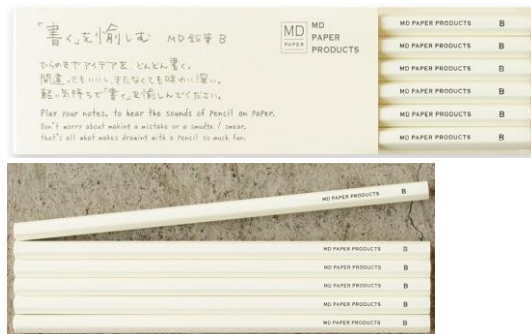 「書く」を愉しむ MD 鉛筆 B
ひらめきやアイデアを、どんどん書く。
間違ってもいいし、きたなくても味わい深い。
軽い気持ちで「書く」を愉しんでください。
Play your notes, to hear the sounds of pencil on paper.
Don't worry about making a mistake or a smudge / smear,
that's all what makes drawing with a pencil so much fun.
MD
PAPER
MD
PAPER
PRODUCTS
MD PAPER PRODUCTS B
MD PAPER PRODUCTS B
MD PAPER PRODUCTS B
MD PAPER PRODUCTS B
MD PAPER PRODUCTS B
MD PAPER PRODUCTS B
MD PAPER PRODUCTS B
MD PAPER PRODUCTS B
MD PAPER PRODUCTS B
MD PAPER PRODUCTS B
MD PAPER PRODUCTS B
MD PAPER PRODUCTS B